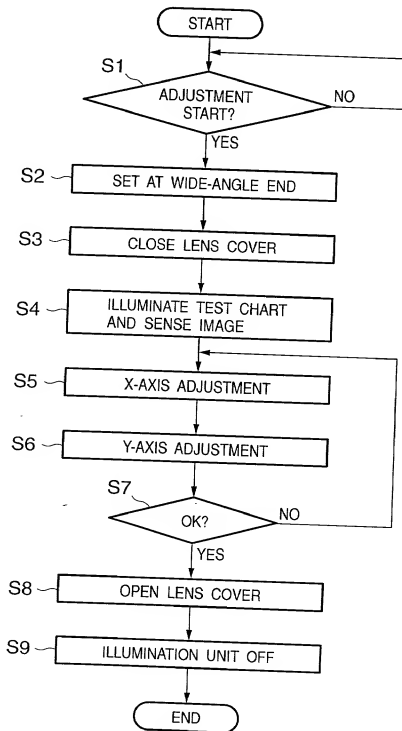 START
S1
ADJUSTMENT
START?
NO
YES
S2
SET AT WIDE-ANGLE END
S3
CLOSE LENS COVER
S4
ILLUMINATE TEST CHART
AND SENSE IMAGE
S5
X-AXIS ADJUSTMENT
S6
Y-AXIS ADJUSTMENT
S7
OK?
NO
YES
S8
OPEN LENS COVER
S9
ILLUMINATION UNIT OFF
END